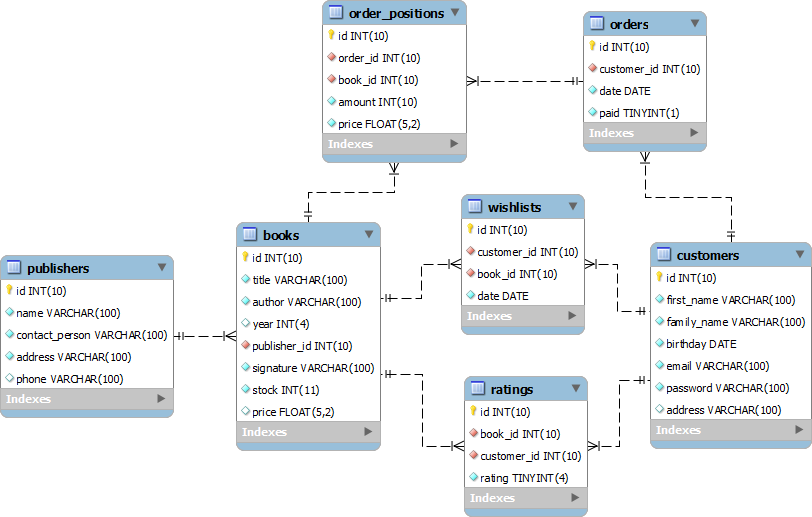 order_positions
id INT(10)
order_id INT(10)
book_id INT(10)
amount INT(10)
price FLOAT(5,2)
Indexes
orders
id INT(10)
customer_id INT(10)
date DATE
paid TINYINT(1)
Indexes
publishers
id INT(10)
name VARCHAR(100)
contact_person VARCHAR(100)
address VARCHAR(100)
phone VARCHAR(100)
Indexes
books
id INT(10)
title VARCHAR(100)
author VARCHAR(100)
year INT(4)
publisher_id INT(10)
signature VARCHAR(100)
stock INT(11)
price FLOAT(5,2)
Indexes
wishlists
id INT(10)
customer_id INT(10)
book_id INT(10)
date DATE
Indexes
ratings
id INT(10)
book_id INT(10)
customer_id INT(10)
rating TINYINT(4)
Indexes
customers
id INT(10)
first_name VARCHAR(100)
family_name VARCHAR(100)
birthday DATE
email VARCHAR(100)
password VARCHAR(100)
address VARCHAR(100)
Indexes